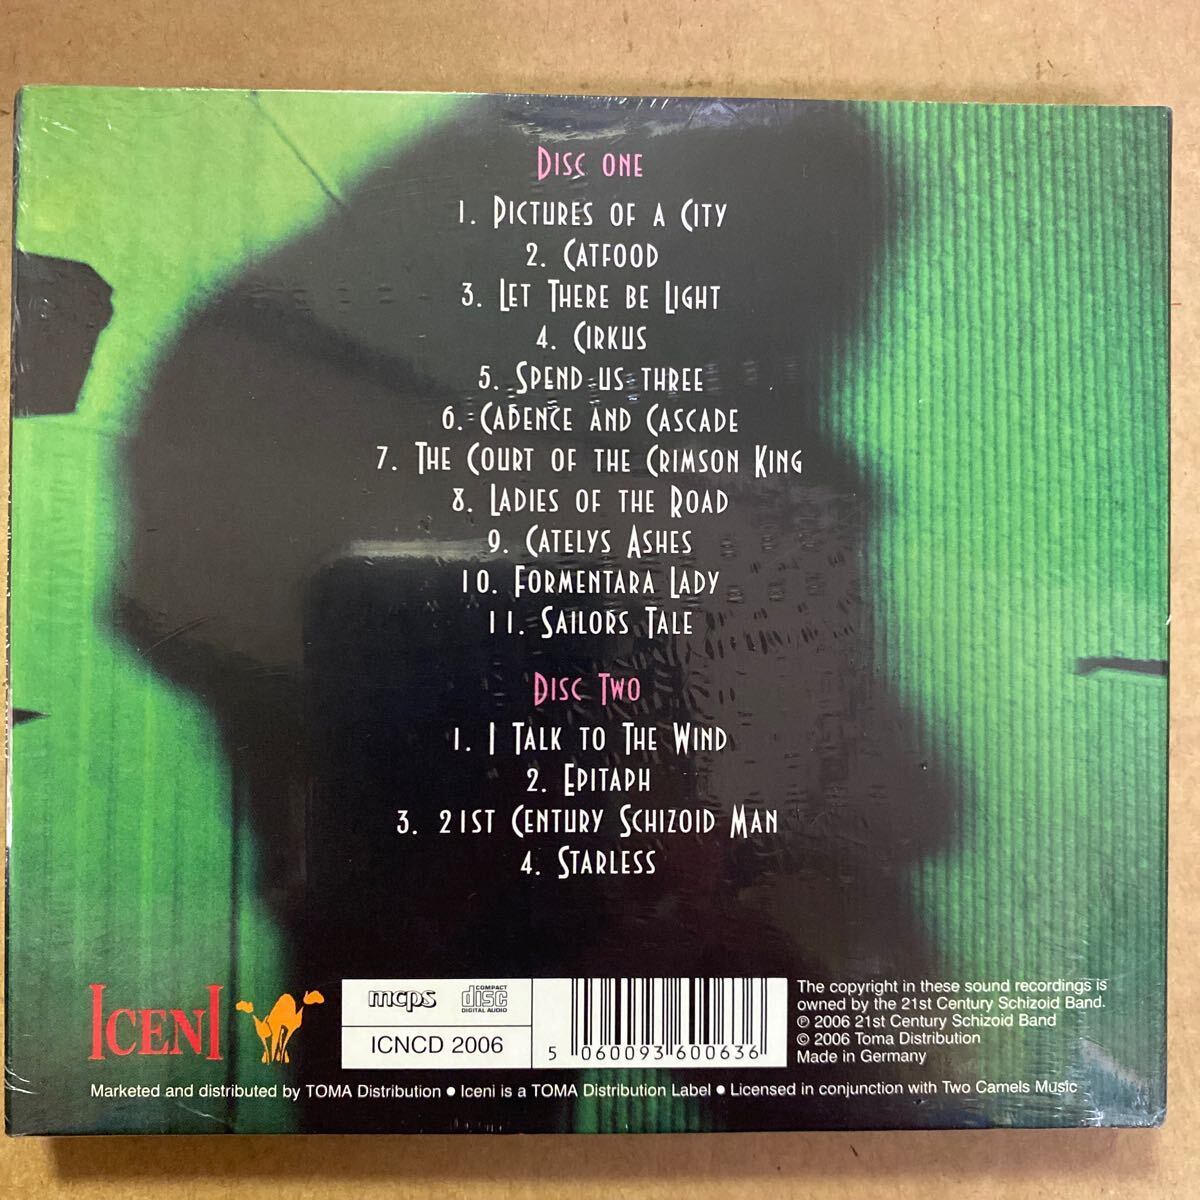 DISC ONE
1. PICTURES OF A CITY
2. CATFOOD
3. LET THERE BE LIGHT
4. CIRKUS
5. SPEND US THREE
6. CADENCE AND CASCADE
7. THE COURT OF THE CRIMSON KING
8. LADIES OF THE ROAD
9. CATELYS ASHES
10. FORMENTARA LADY
11. SAILORS TALE
DISC TWO
1. I TALK TO THE WIND
2. EPITAPH
3. 21ST CENTURY SCHIZOID MAN
4. STARLESS
ICENI
mcps
COMPACT
disc
DIGITAL AUDIO
ICNCD 2006
5 060093 600636
The copyright in these sound recordings is
owned by the 21st Century Schizoid Band.
℗ 2006 21st Century Schizoid Band
© 2006 Toma Distribution
Made in Germany
Marketed and distributed by TOMA Distribution ● Iceni is a TOMA Distribution Label ● Licensed in conjunction with Two Camels Music